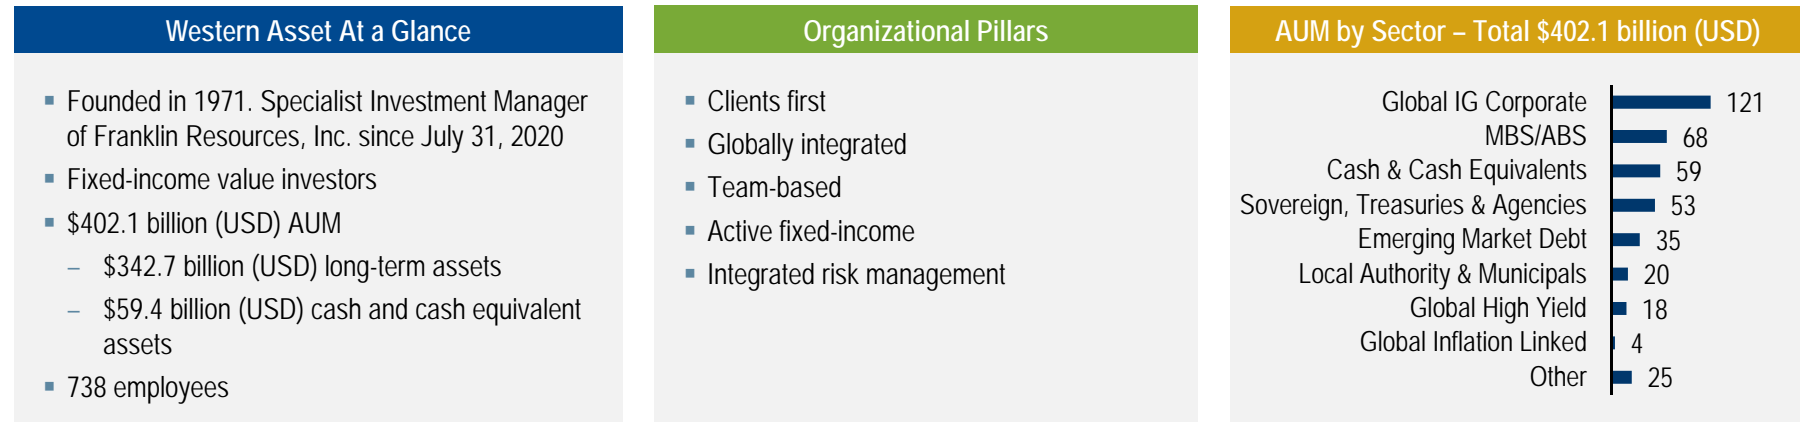 Western Asset At a Glance
▪ Founded in 1971. Specialist Investment Manager
of Franklin Resources, Inc. since July 31, 2020
▪ Fixed-income value investors
▪ $402.1 billion (USD) AUM
– $342.7 billion (USD) long-term assets
– $59.4 billion (USD) cash and cash equivalent
assets
▪ 738 employees
Organizational Pillars
▪ Clients first
▪ Globally integrated
▪ Team-based
▪ Active fixed-income
▪ Integrated risk management
AUM by Sector – Total $402.1 billion (USD)
Global IG Corporate 121
MBS/ABS 68
Cash & Cash Equivalents 59
Sovereign, Treasuries & Agencies 53
Emerging Market Debt 35
Local Authority & Municipals 20
Global High Yield 18
Global Inflation Linked 4
Other 25